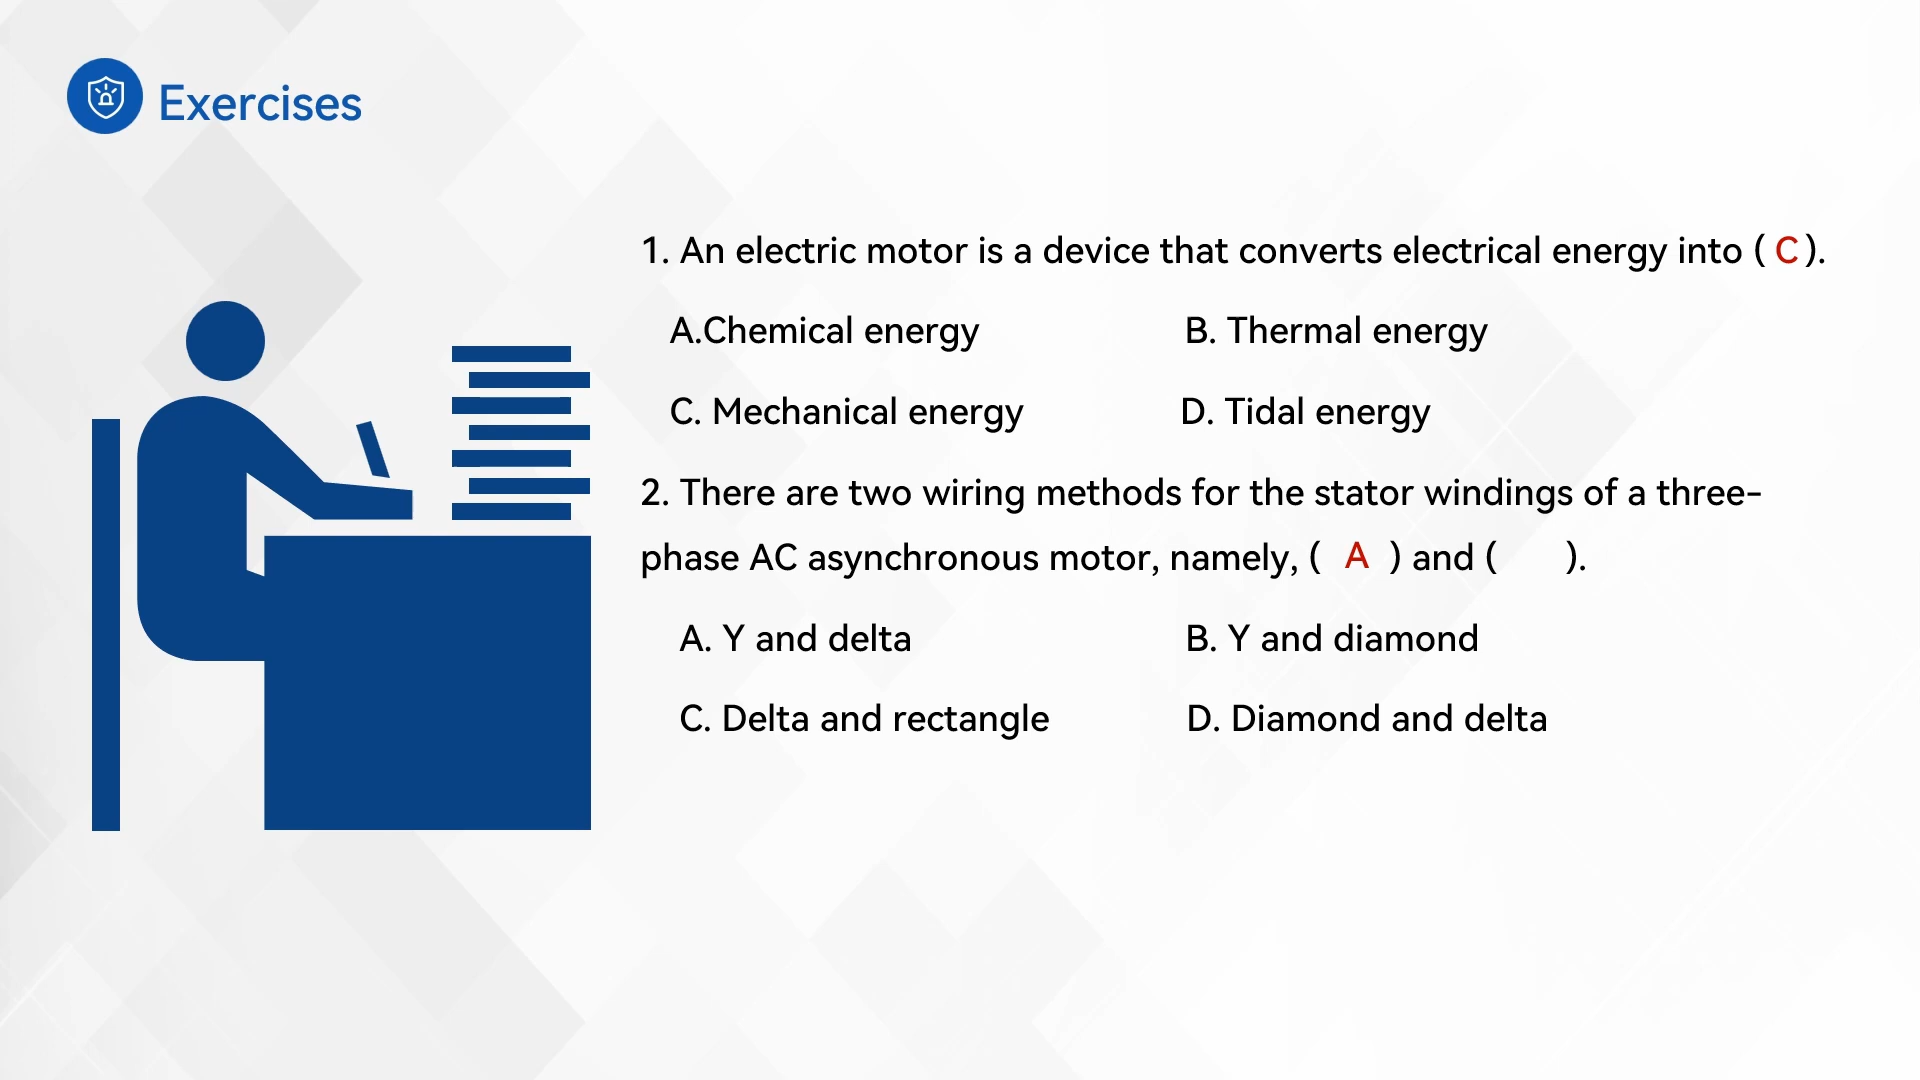 Exercises
1. An electric motor is a device that converts electrical energy into ( C ).
A.Chemical energy B. Thermal energy
C. Mechanical energy D. Tidal energy
2. There are two wiring methods for the stator windings of a three-
phase AC asynchronous motor, namely, ( A ) and ( ).
A. Y and delta B. Y and diamond
C. Delta and rectangle D. Diamond and delta